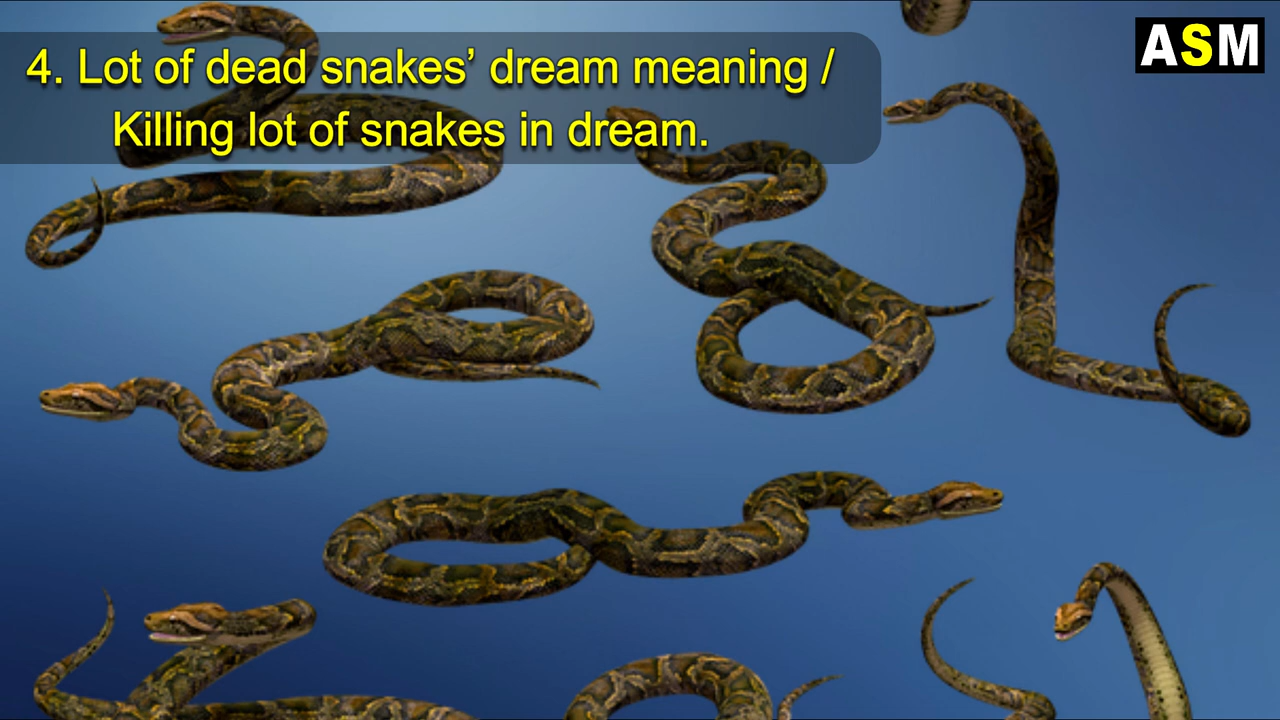 4. Lot of dead snakes’ dream meaning /
Killing lot of snakes in dream.
ASM